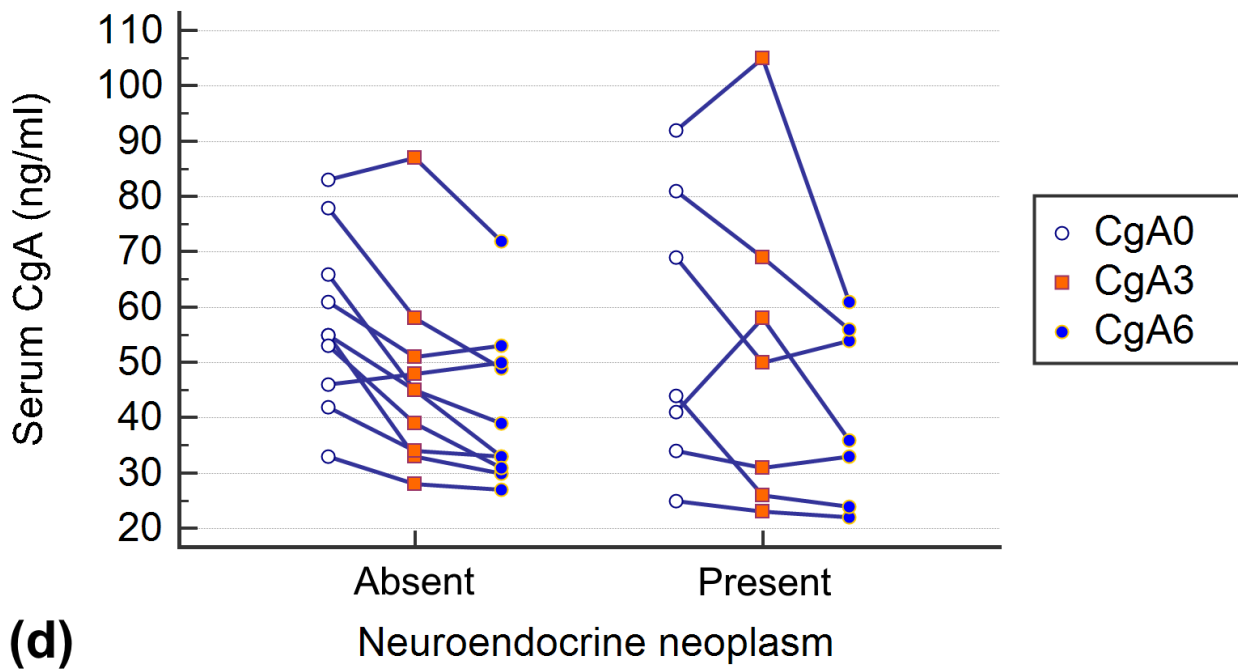 Serum CgA (ng/ml)
110
100
90
80
70
60
50
40
30
20
Absent
Present
Neuroendocrine neoplasm
(d)
CgA0
CgA3
CgA6